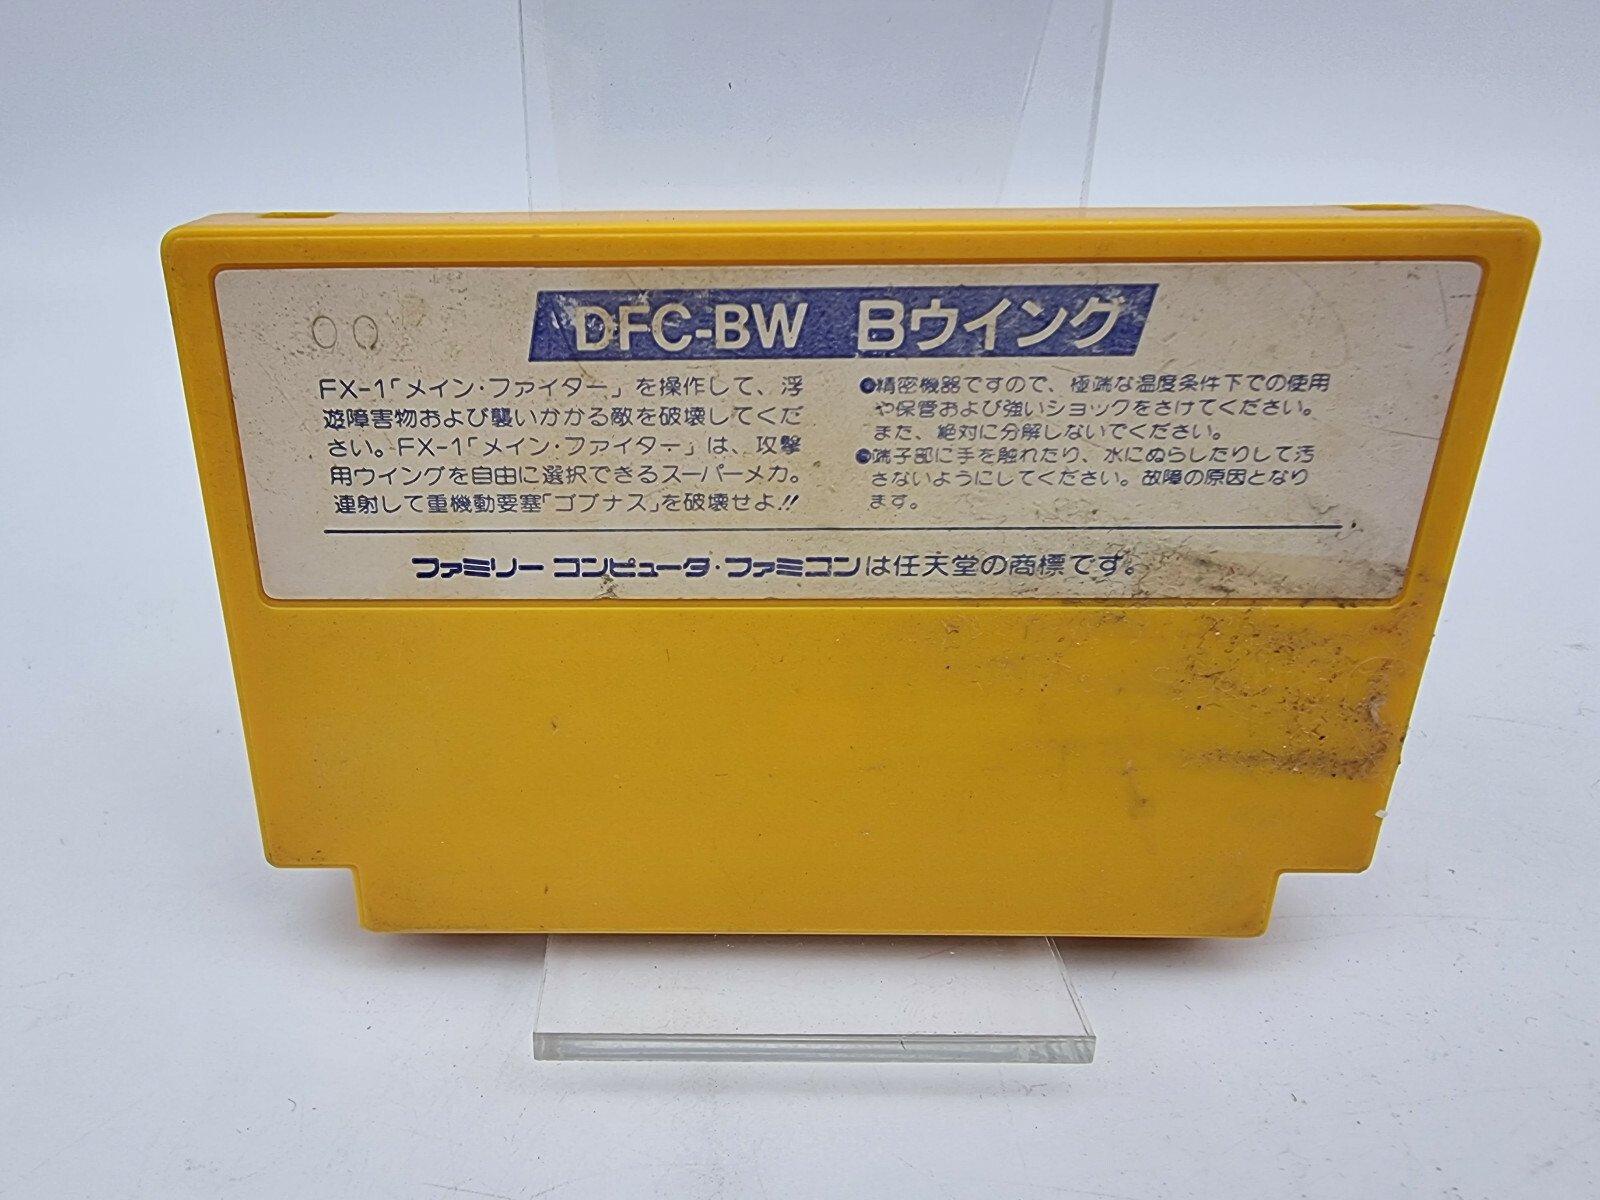 ００
DFC-BW Bウイング
FX-1「メイン・ファイター」を操作して、浮
遊障害物および襲いかかる敵を破壊してくだ
さい。FX-1「メイン・ファイター」は、攻撃
用ウイングを自由に選択できるスーパーメカ。
連射して重機動要塞「ゴブナス」を破壊せよ!!
●精密機器ですので、極端な温度条件下での使用
や保管および強いショックをさけてください。
また、絶対に分解しないでください。
●端子部に手を触れたり、水にぬらしたりして汚
さないようにしてください。故障の原因となり
ます。
ファミリーコンピュータ・ファミコンは任天堂の商標です。